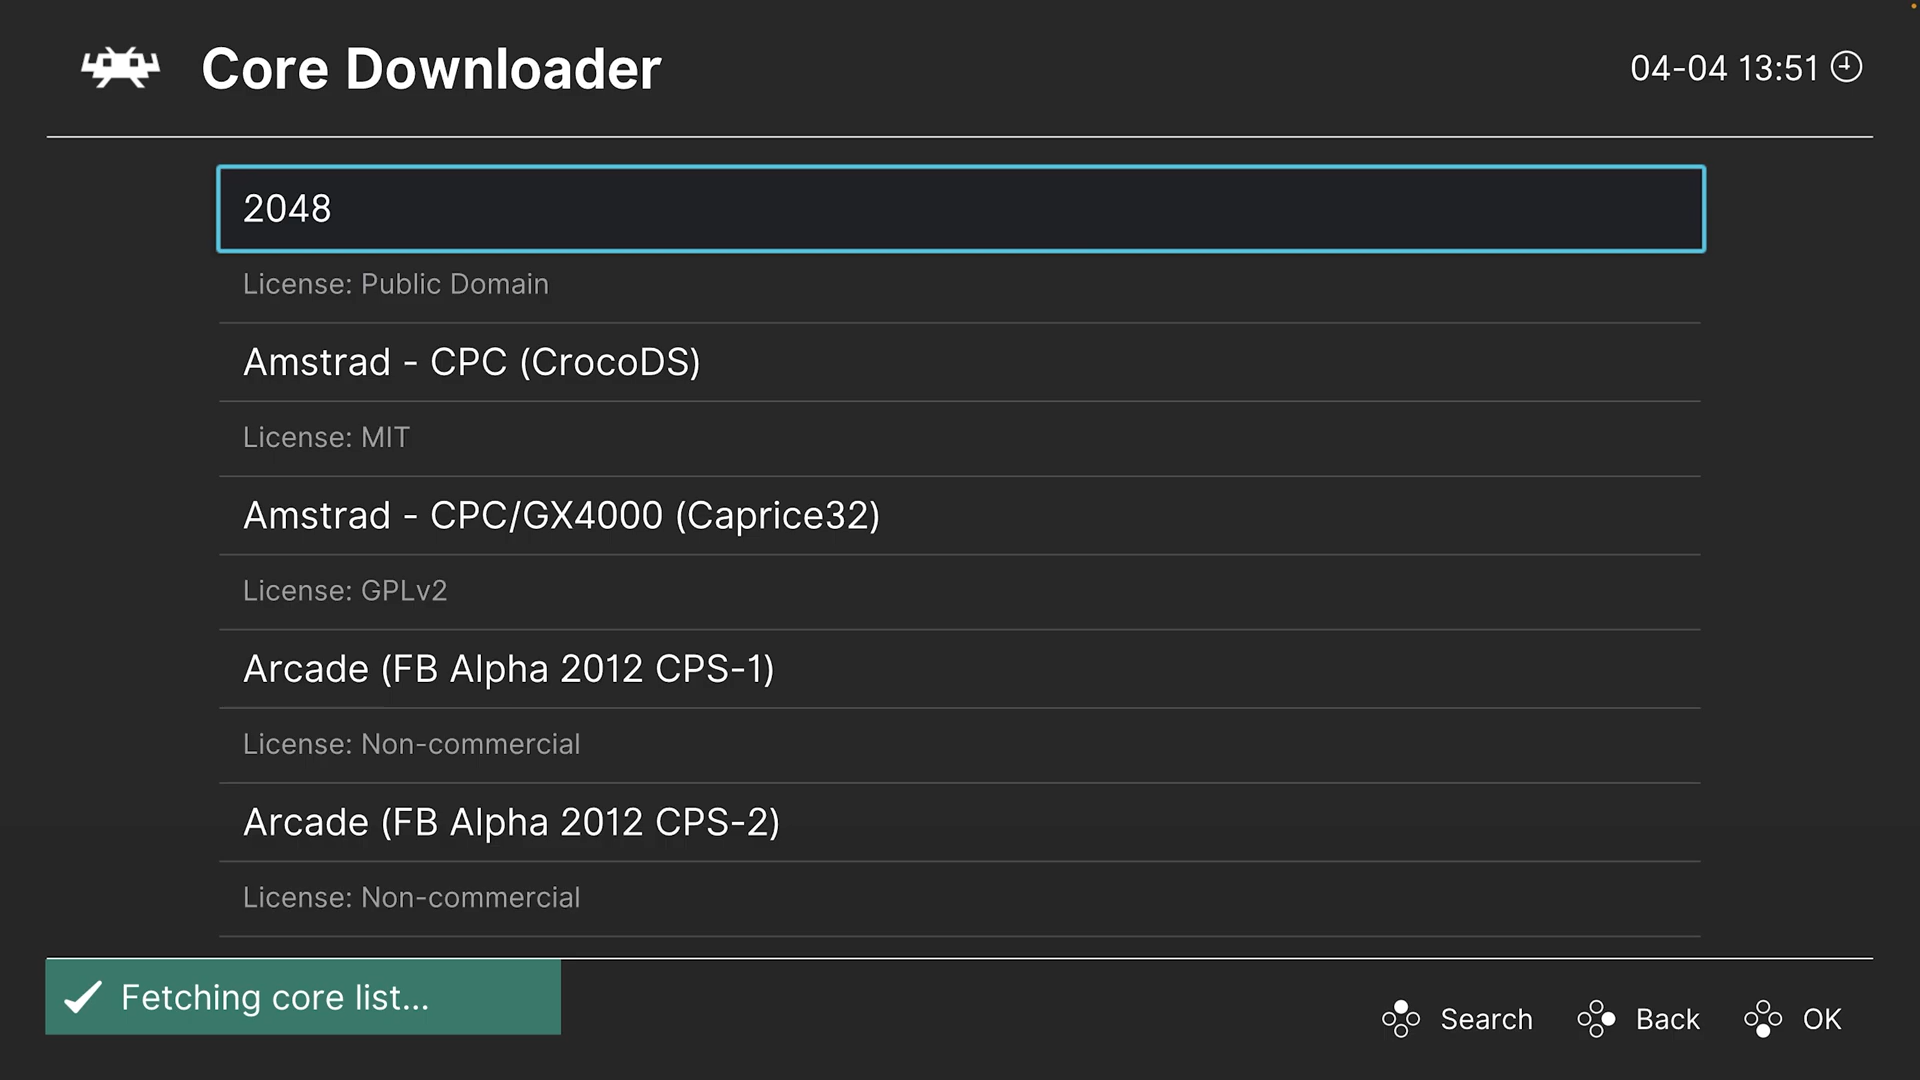 Core Downloader
04-04 13:51
2048
License: Public Domain
Amstrad - CPC (CrocoDS)
License: MIT
Amstrad - CPC/GX4000 (Caprice32)
License: GPLv2
Arcade (FB Alpha 2012 CPS-1)
License: Non-commercial
Arcade (FB Alpha 2012 CPS-2)
License: Non-commercial
Fetching core list...
Search Back OK